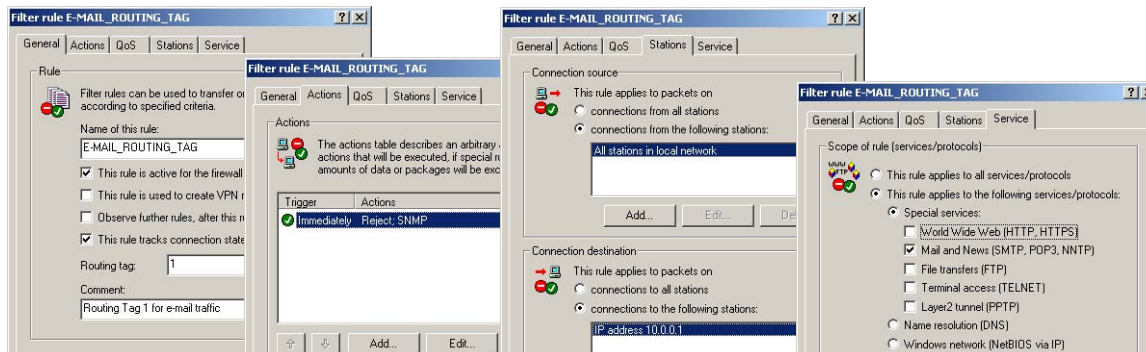 Filter rule E-MAIL_ROUTING_TAG
General Actions QoS Stations Service
Rule
Filter rules can be used to transfer or
according to specified criteria.
Name of this rule:
E-MAIL_ROUTING_TAG
This rule is active for the firewall
This rule is used to create VPN
Observe further rules, after this
This rule tracks connection state
Routing tag: 1
Comment:
Routing Tag 1 for e-mail traffic
Filter rule E-MAIL_ROUTING_TAG
General Actions QoS Stations Service
Actions
The actions table describes an arbitrary
actions that will be executed, if special
amounts of data or packages will be
Trigger Actions
Immediately Reject; SNMP
Add... Edit...
Filter rule E-MAIL_ROUTING_TAG
General Actions QoS Stations Service
Connection source
This rule applies to packets on
connections from all stations
connections from the following stations:
All stations in local network
Add... Edit...
Connection destination
This rule applies to packets on
connections to all stations
connections to the following stations:
IP address 10.0.0.1
Filter rule E-MAIL_ROUTING_TAG
General Actions QoS Stations Service
Scope of rule (services/protocols)
WWW
FTP
This rule applies to all services/protocols
This rule applies to the following services/protocols:
Special services:
World Wide Web (HTTP, HTTPS)
Mail and News (SMTP, POP3, NNTP)
File transfers (FTP)
Terminal access (TELNET)
Layer2 tunnel (PPTP)
Name resolution (DNS)
Windows network (NetBIOS via IP)